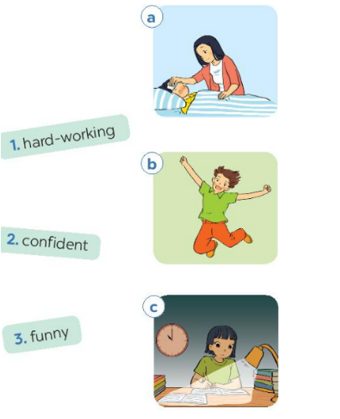 a
1. hard-working
b
2. confident
c
3. funny